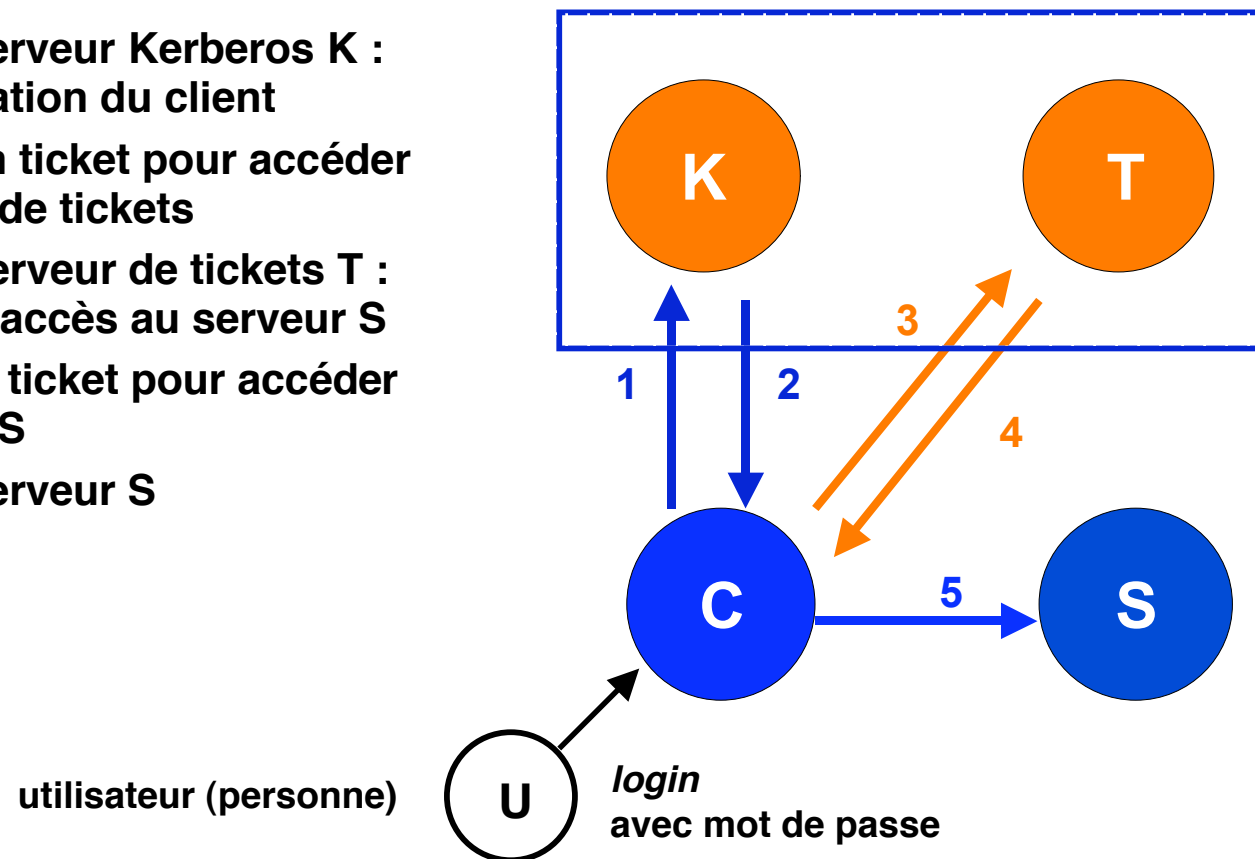 erveur Kerberos K :
ation du client
n ticket pour accéder
de tickets
erveur de tickets T :
accès au serveur S
ticket pour accéder
S
erveur S
K
T
3
1
2
4
C
5
S
utilisateur (personne)
U
login
avec mot de passe